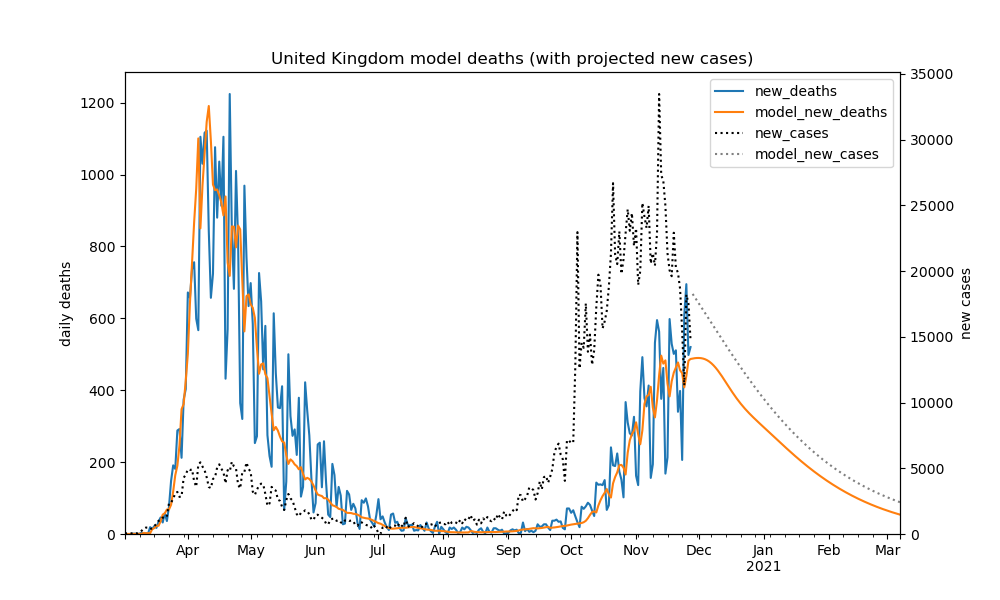 United Kingdom model deaths (with projected new cases)
new_deaths
model_new_deaths
new_cases
model_new_cases
daily deaths
1200
1000
800
600
400
200
0
new cases
35000
30000
25000
20000
15000
10000
5000
0
Apr May Jun Jul Aug Sep Oct Nov Dec Jan Feb Mar
2021